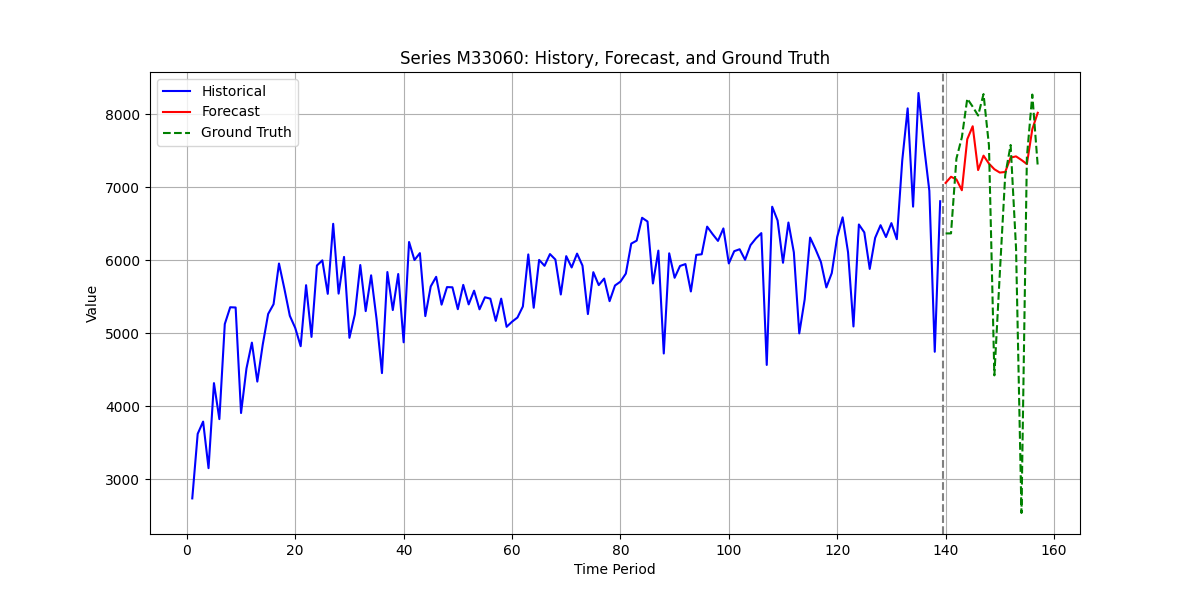 Series M33060: History, Forecast, and Ground Truth
Historical
Forecast
Ground Truth
8000
7000
6000
5000
4000
3000
Value
0 20 40 60 80 100 120 140 160
Time Period